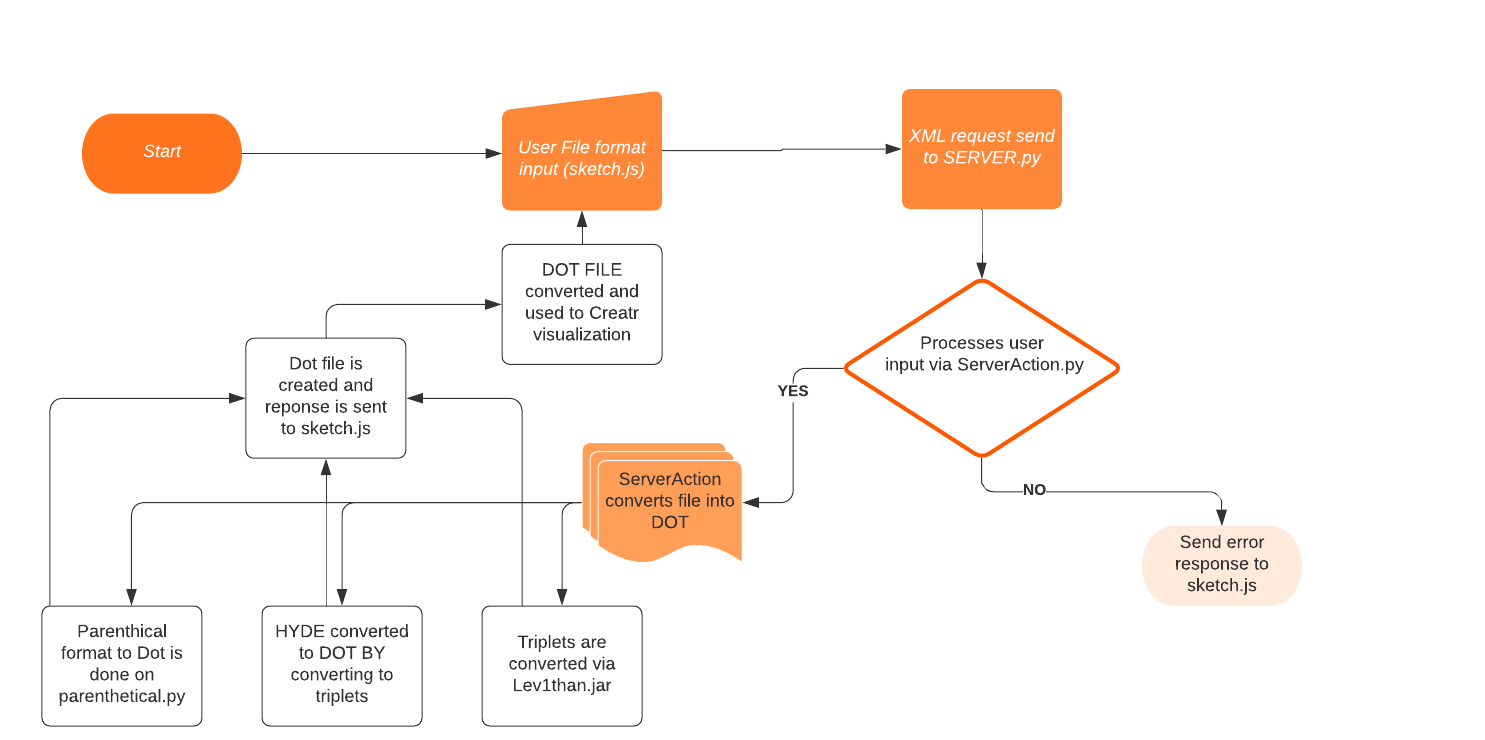 Start
User File format
input (sketch.js)
XML request send
to SERVER.py
DOT FILE
converted and
used to Creatr
visualization
Processes user
input via ServerAction.py
Dot file is
created and
reponse is sent
to sketch.js
YES
ServerAction
converts file into
DOT
NO
Send error
response to
sketch.js
Parenthical
format to Dot is
done on
parenthetical.py
HYDE converted
to DOT BY
converting to
triplets
Triplets are
converted via
Lev1than.jar